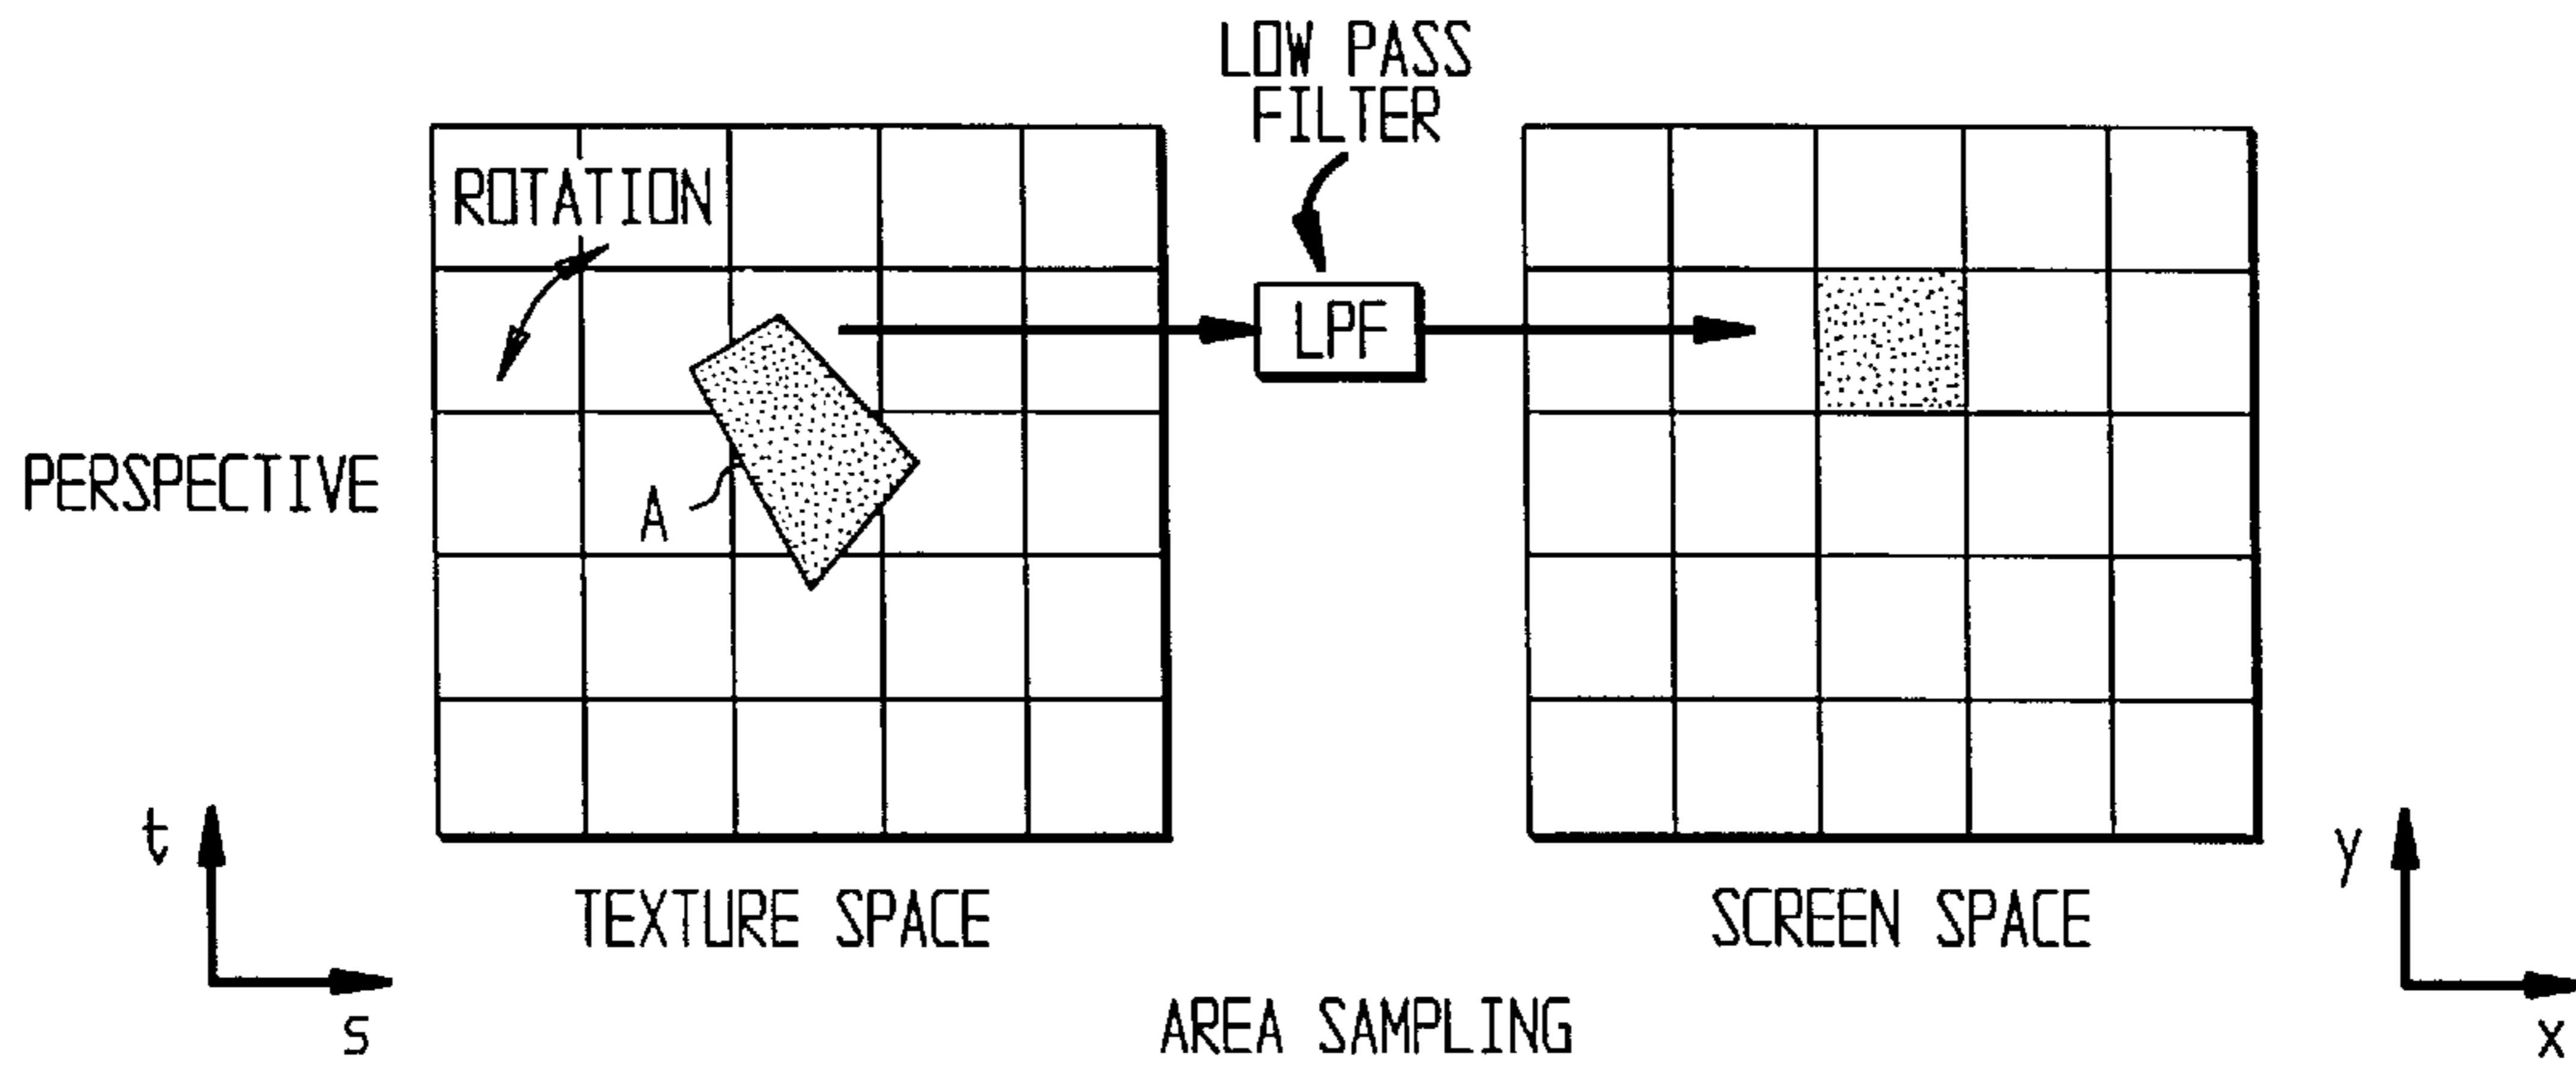 LOW PASS
FILTER
ROTATION
LPF
PERSPECTIVE
A
t
s
TEXTURE SPACE
SCREEN SPACE
y
x
AREA SAMPLING